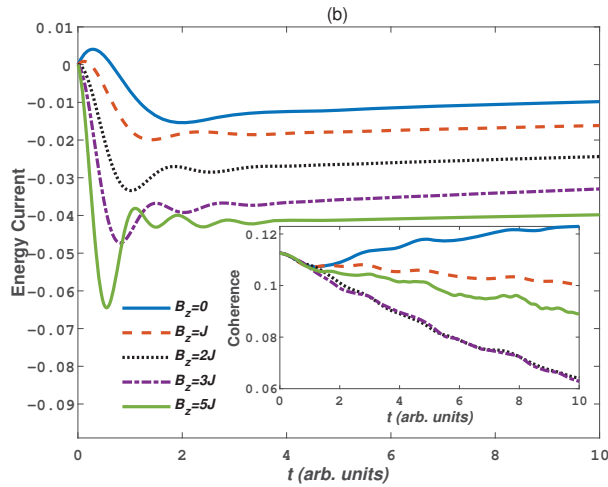 (b)
0.01
0
-0.01
-0.02
-0.03
-0.04
-0.05
-0.06
-0.07
-0.08
-0.09
Energy Current
B_z=0
B_z=J
B_z=2J
B_z=3J
B_z=5J
0.12
0.1
0.06
Coherence
0 2 4 6 8 10
t (arb. units)
0 2 4 6 8 10
t (arb. units)